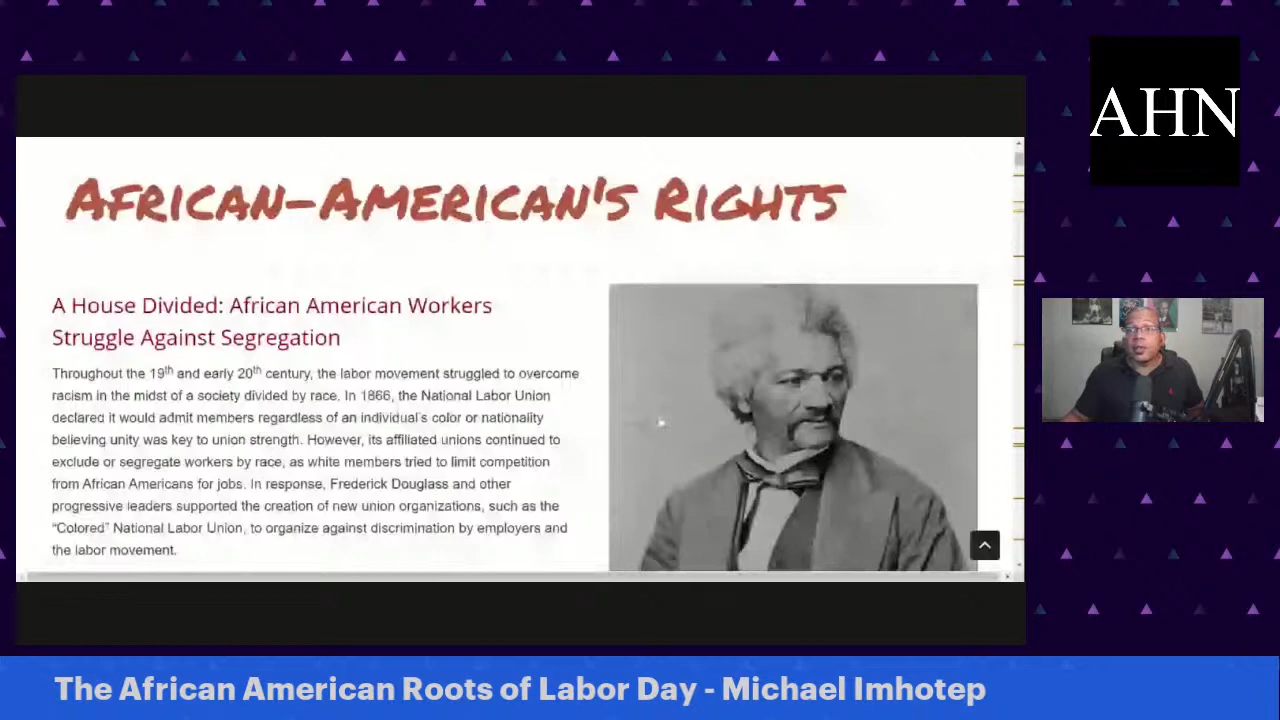 AHN
AFRICAN-AMERICAN'S RIGHTS
A House Divided: African American Workers
Struggle Against Segregation
Throughout the 19th and early 20th century, the labor movement struggled to overcome
racism in the midst of a society divided by race. In 1866, the National Labor Union
declared it would admit members regardless of an individual's color or nationality
believing unity was key to union strength. However, its affiliated unions continued to
exclude or segregate workers by race, as white members tried to limit competition
from African Americans for jobs. In response, Frederick Douglass and other
progressive leaders supported the creation of new union organizations, such as the
“Colored” National Labor Union, to organize against discrimination by employers and
the labor movement.
The African American Roots of Labor Day - Michael Imhotep